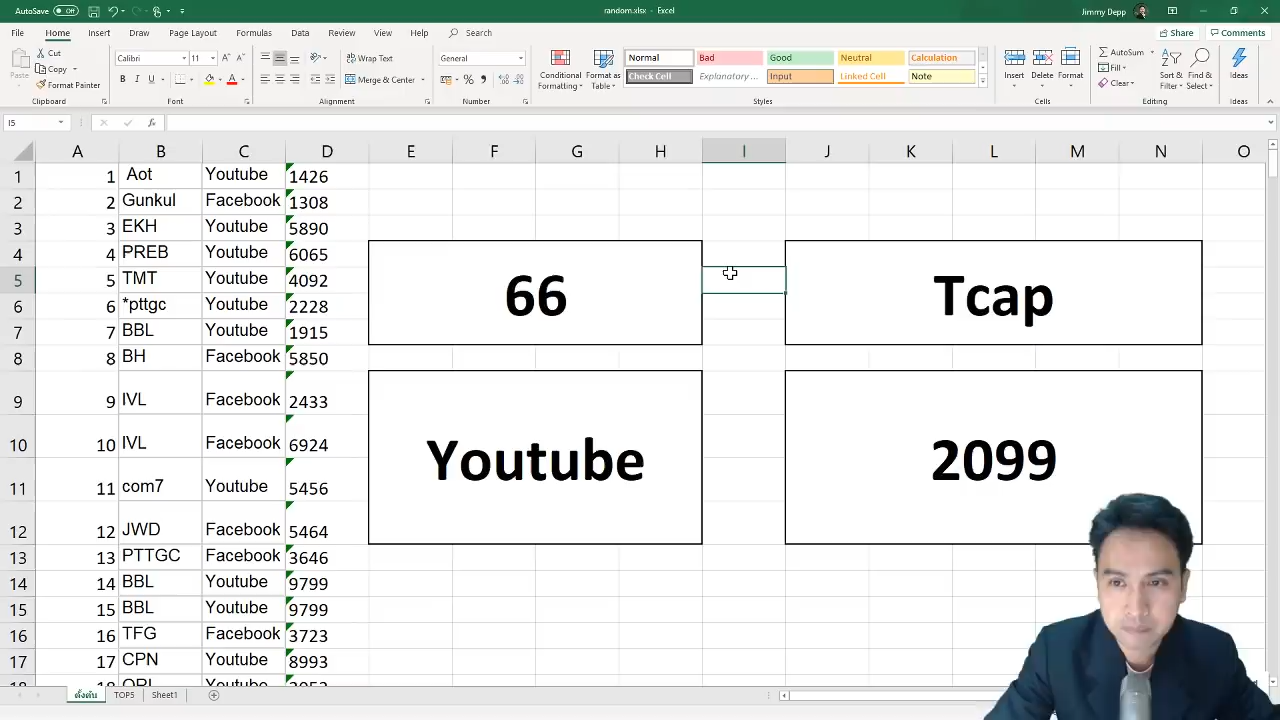 AutoSave Off random.xlsx - Excel Jimmy Depp
File Home Insert Draw Page Layout Formulas Data Review View Help Search Share Comments
Cut Calibri 11 Wrap Text General Normal Bad Good Neutral Calculation AutoSum
Paste Copy Format Painter B I U Merge & Center Conditional Formatting Format as Table Check Cell Explanatory ... Input Linked Cell Note Insert Delete Format Fill Clear Sort & Filter Find & Select Ideas
Clipboard Font Alignment Number Styles Cells Editing Ideas
I5 fx
A B C D E F G H I J K L M N O
1 1 Aot Youtube 1426
2 2 Gunkul Facebook 1308
3 3 EKH Youtube 5890
4 4 PREB Youtube 6065
5 5 TMT Youtube 4092
6 6 *pttgc Youtube 2228
7 7 BBL Youtube 1915
8 8 BH Facebook 5850
9 9 IVL Facebook 2433
10 10 IVL Facebook 6924
11 11 com7 Youtube 5456
12 12 JWD Facebook 5464
13 13 PTTGC Facebook 3646
14 14 BBL Youtube 9799
15 15 BBL Youtube 9799
16 16 TFG Facebook 3723
17 17 CPN Youtube 8993
66 Tcap
Youtube 2099
ตั้งต้น TOP5 Sheet1